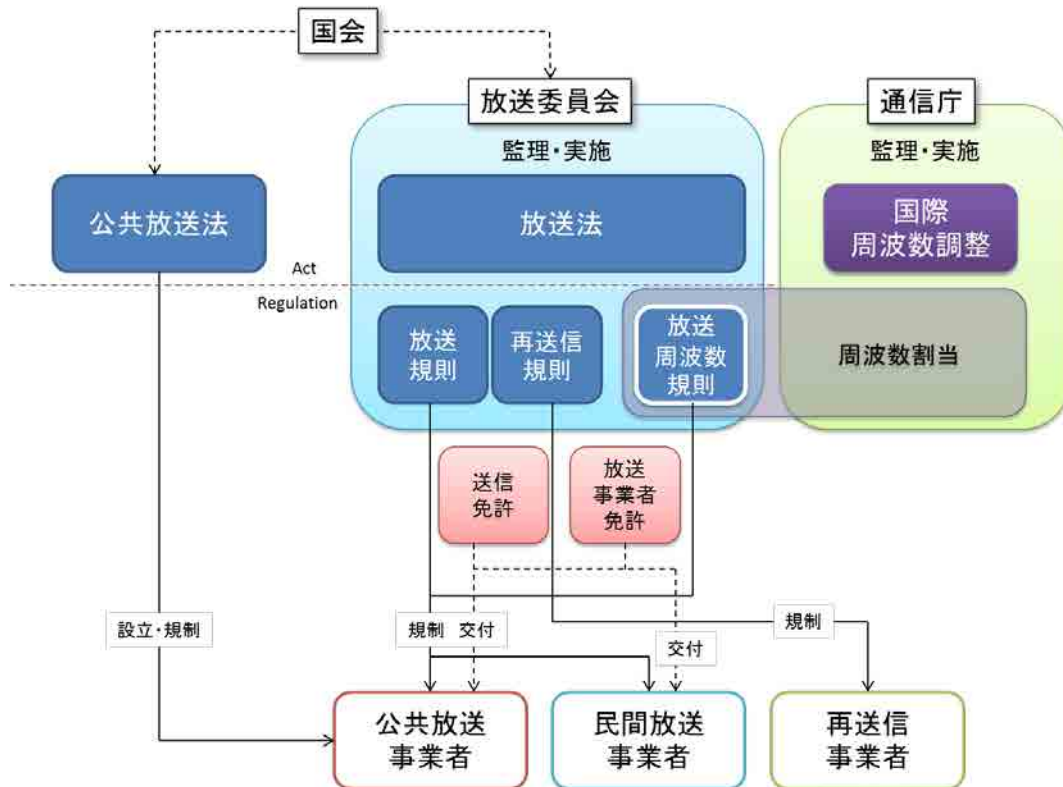 国会
放送委員会
通信庁
監理・実施
監理・実施
公共放送法
放送法
国際
周波数調整
Act
Regulation
放送
規則
再送信
規則
放送
周波数
規則
周波数割当
送信
免許
放送
事業者
免許
設立・規制
規制
交付
交付
規制
公共放送
事業者
民間放送
事業者
再送信
事業者